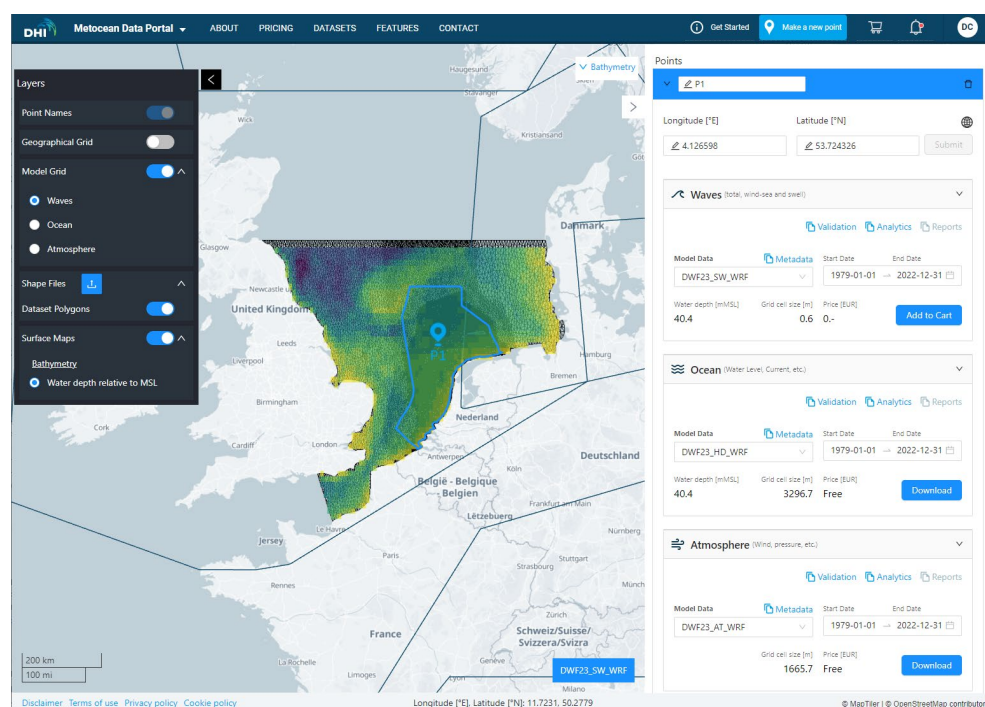 DHI Metocean Data Portal ABOUT PRICING DATASETS FEATURES CONTACT Get Started Make a new point DC
Layers
Point Names
Geographical Grid
Model Grid
Waves
Ocean
Atmosphere
Shape Files
Dataset Polygons
Surface Maps
Bathymetry
Water depth relative to MSL
Bathymetry
Haugesund
Stavanger
Wick
Kristiansand
Danmark
Glasgow
United Kingdom
Leeds
P1
Liverpool
Hamburg
Bremen
Birmingham
Nederland
Cork
Cardiff
London
Antwerpen
Deutschland
Köln
België - Belgique
- Belgien
Frankfurt am Main
Lëtzebuerg
Le Havre
Nürnberg
Jersey
Paris
Stuttgart
Strasbourg
Rennes
Zürich
France
Schweiz/Suisse/
Svizzera/Svizra
La Rochelle
Genève
Limoges
Lyon
Milano
200 km
100 mi
DWF23_SW_WRF
Points
P1
Longitude [°E] Latitude [°N]
4.126598 53.724326 Submit
Waves (total, wind-sea and swell)
Validation Analytics Reports
Model Data Metadata Start Date End Date
DWF23_SW_WRF 1979-01-01 → 2022-12-31
Water depth [mMSL] Grid cell size [m] Price [EUR]
40.4 0.6 0.- Add to Cart
Ocean (Water Level, Current, etc.)
Validation Analytics Reports
Model Data Metadata Start Date End Date
DWF23_HD_WRF 1979-01-01 → 2022-12-31
Water depth [mMSL] Grid cell size [m] Price [EUR]
40.4 3296.7 Free Download
Atmosphere (Wind, pressure, etc.)
Validation Analytics Reports
Model Data Metadata Start Date End Date
DWF23_AT_WRF 1979-01-01 → 2022-12-31
Grid cell size [m] Price [EUR]
1665.7 Free Download
Disclaimer Terms of use Privacy policy Cookie policy Longitude [°E], Latitude [°N]: 11.7231, 50.2779 © MapTiler | © OpenStreetMap contributor